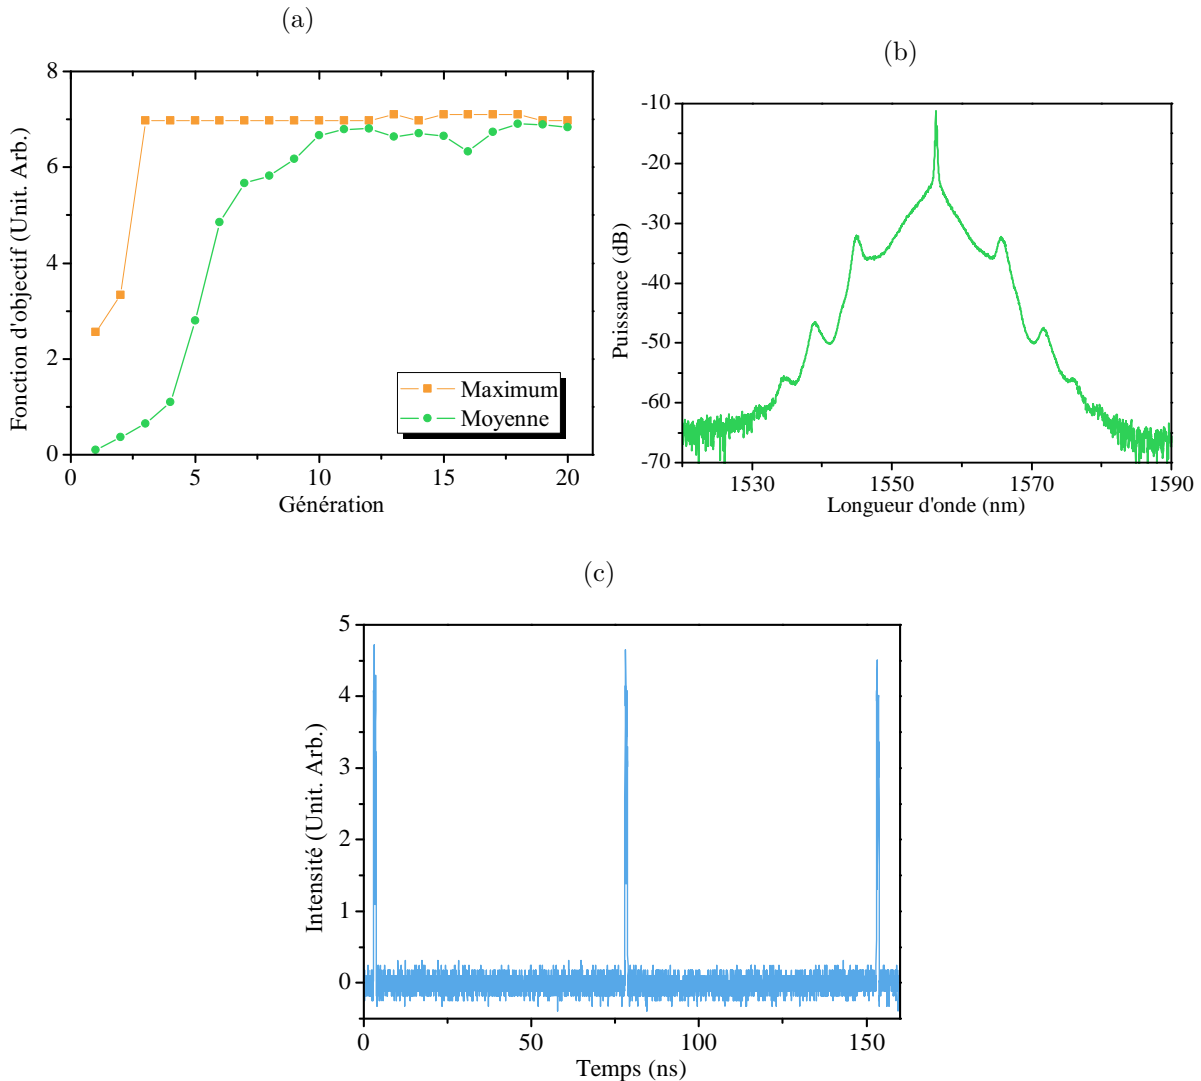 (a)
8
6
4
2
0
0
5
10
15
20
Fonction d'objectif (Unit. Arb.)
Génération
Maximum
Moyenne
(b)
-10
-20
-30
-40
-50
-60
-70
1530
1550
1570
1590
Puissance (dB)
Longueur d'onde (nm)
(c)
5
4
3
2
1
0
0
50
100
150
Intensité (Unit. Arb.)
Temps (ns)